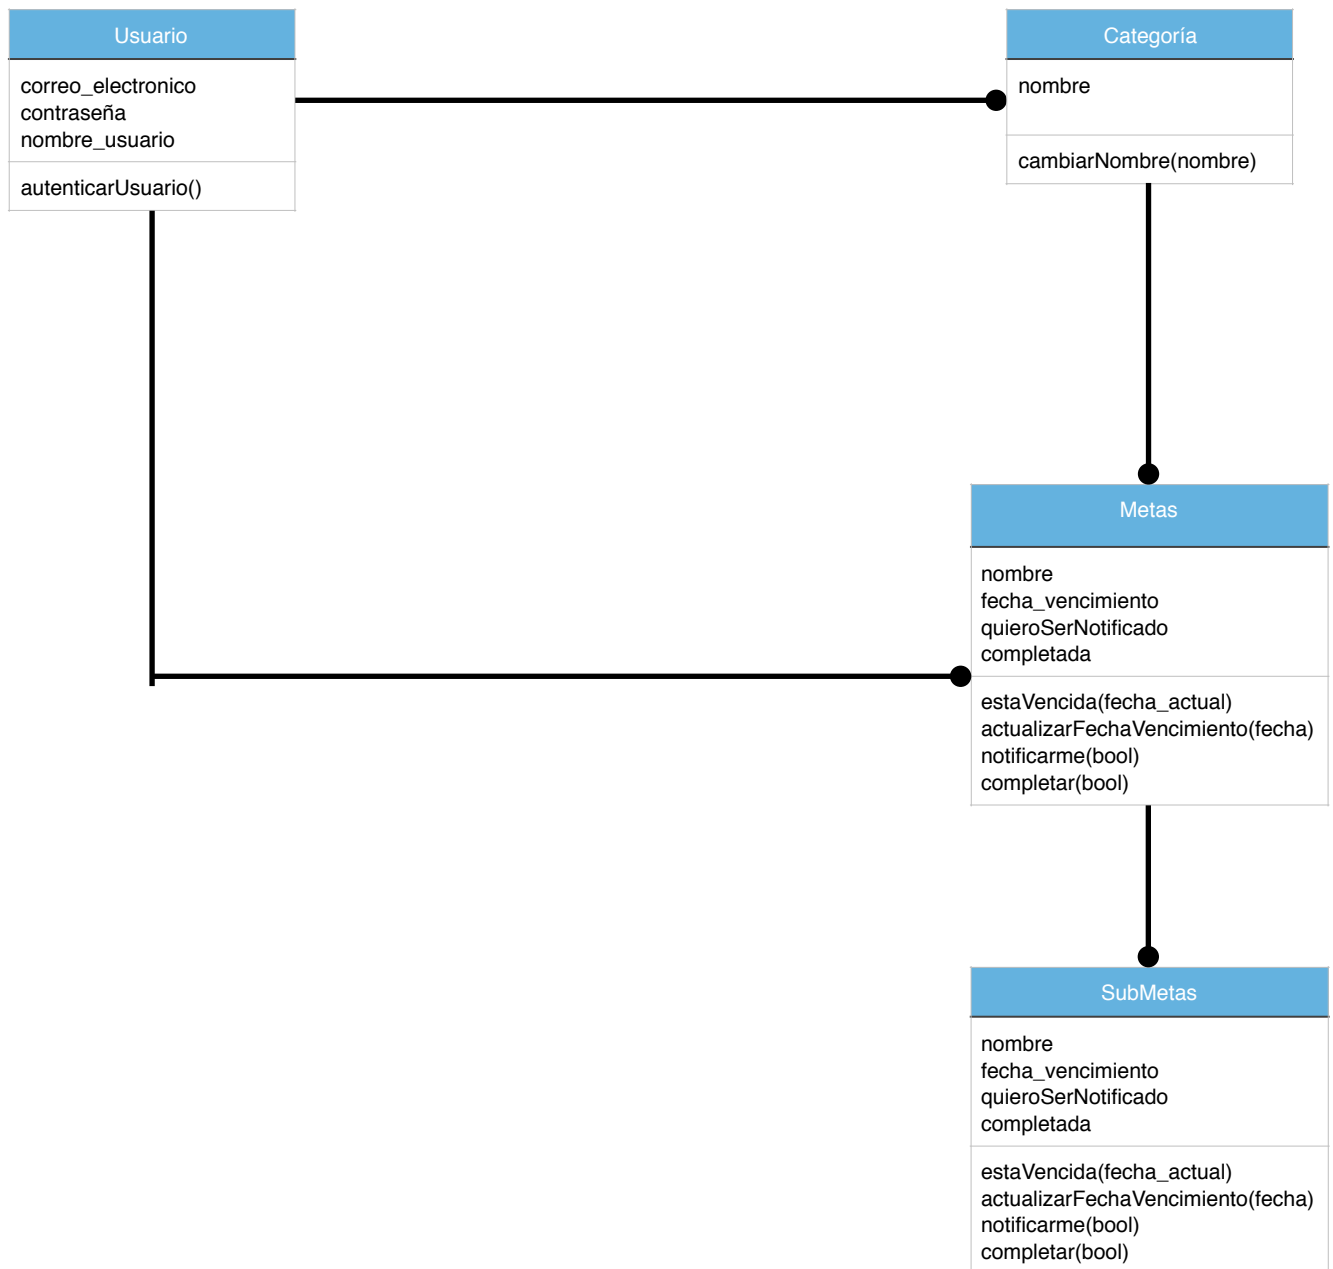 Usuario
correo_electronico
contraseña
nombre_usuario
autenticarUsuario()
Categoría
nombre
cambiarNombre(nombre)
Metas
nombre
fecha_vencimiento
quieroSerNotificado
completada
estaVencida(fecha_actual)
actualizarFechaVencimiento(fecha)
notificarme(bool)
completar(bool)
SubMetas
nombre
fecha_vencimiento
quieroSerNotificado
completada
estaVencida(fecha_actual)
actualizarFechaVencimiento(fecha)
notificarme(bool)
completar(bool)